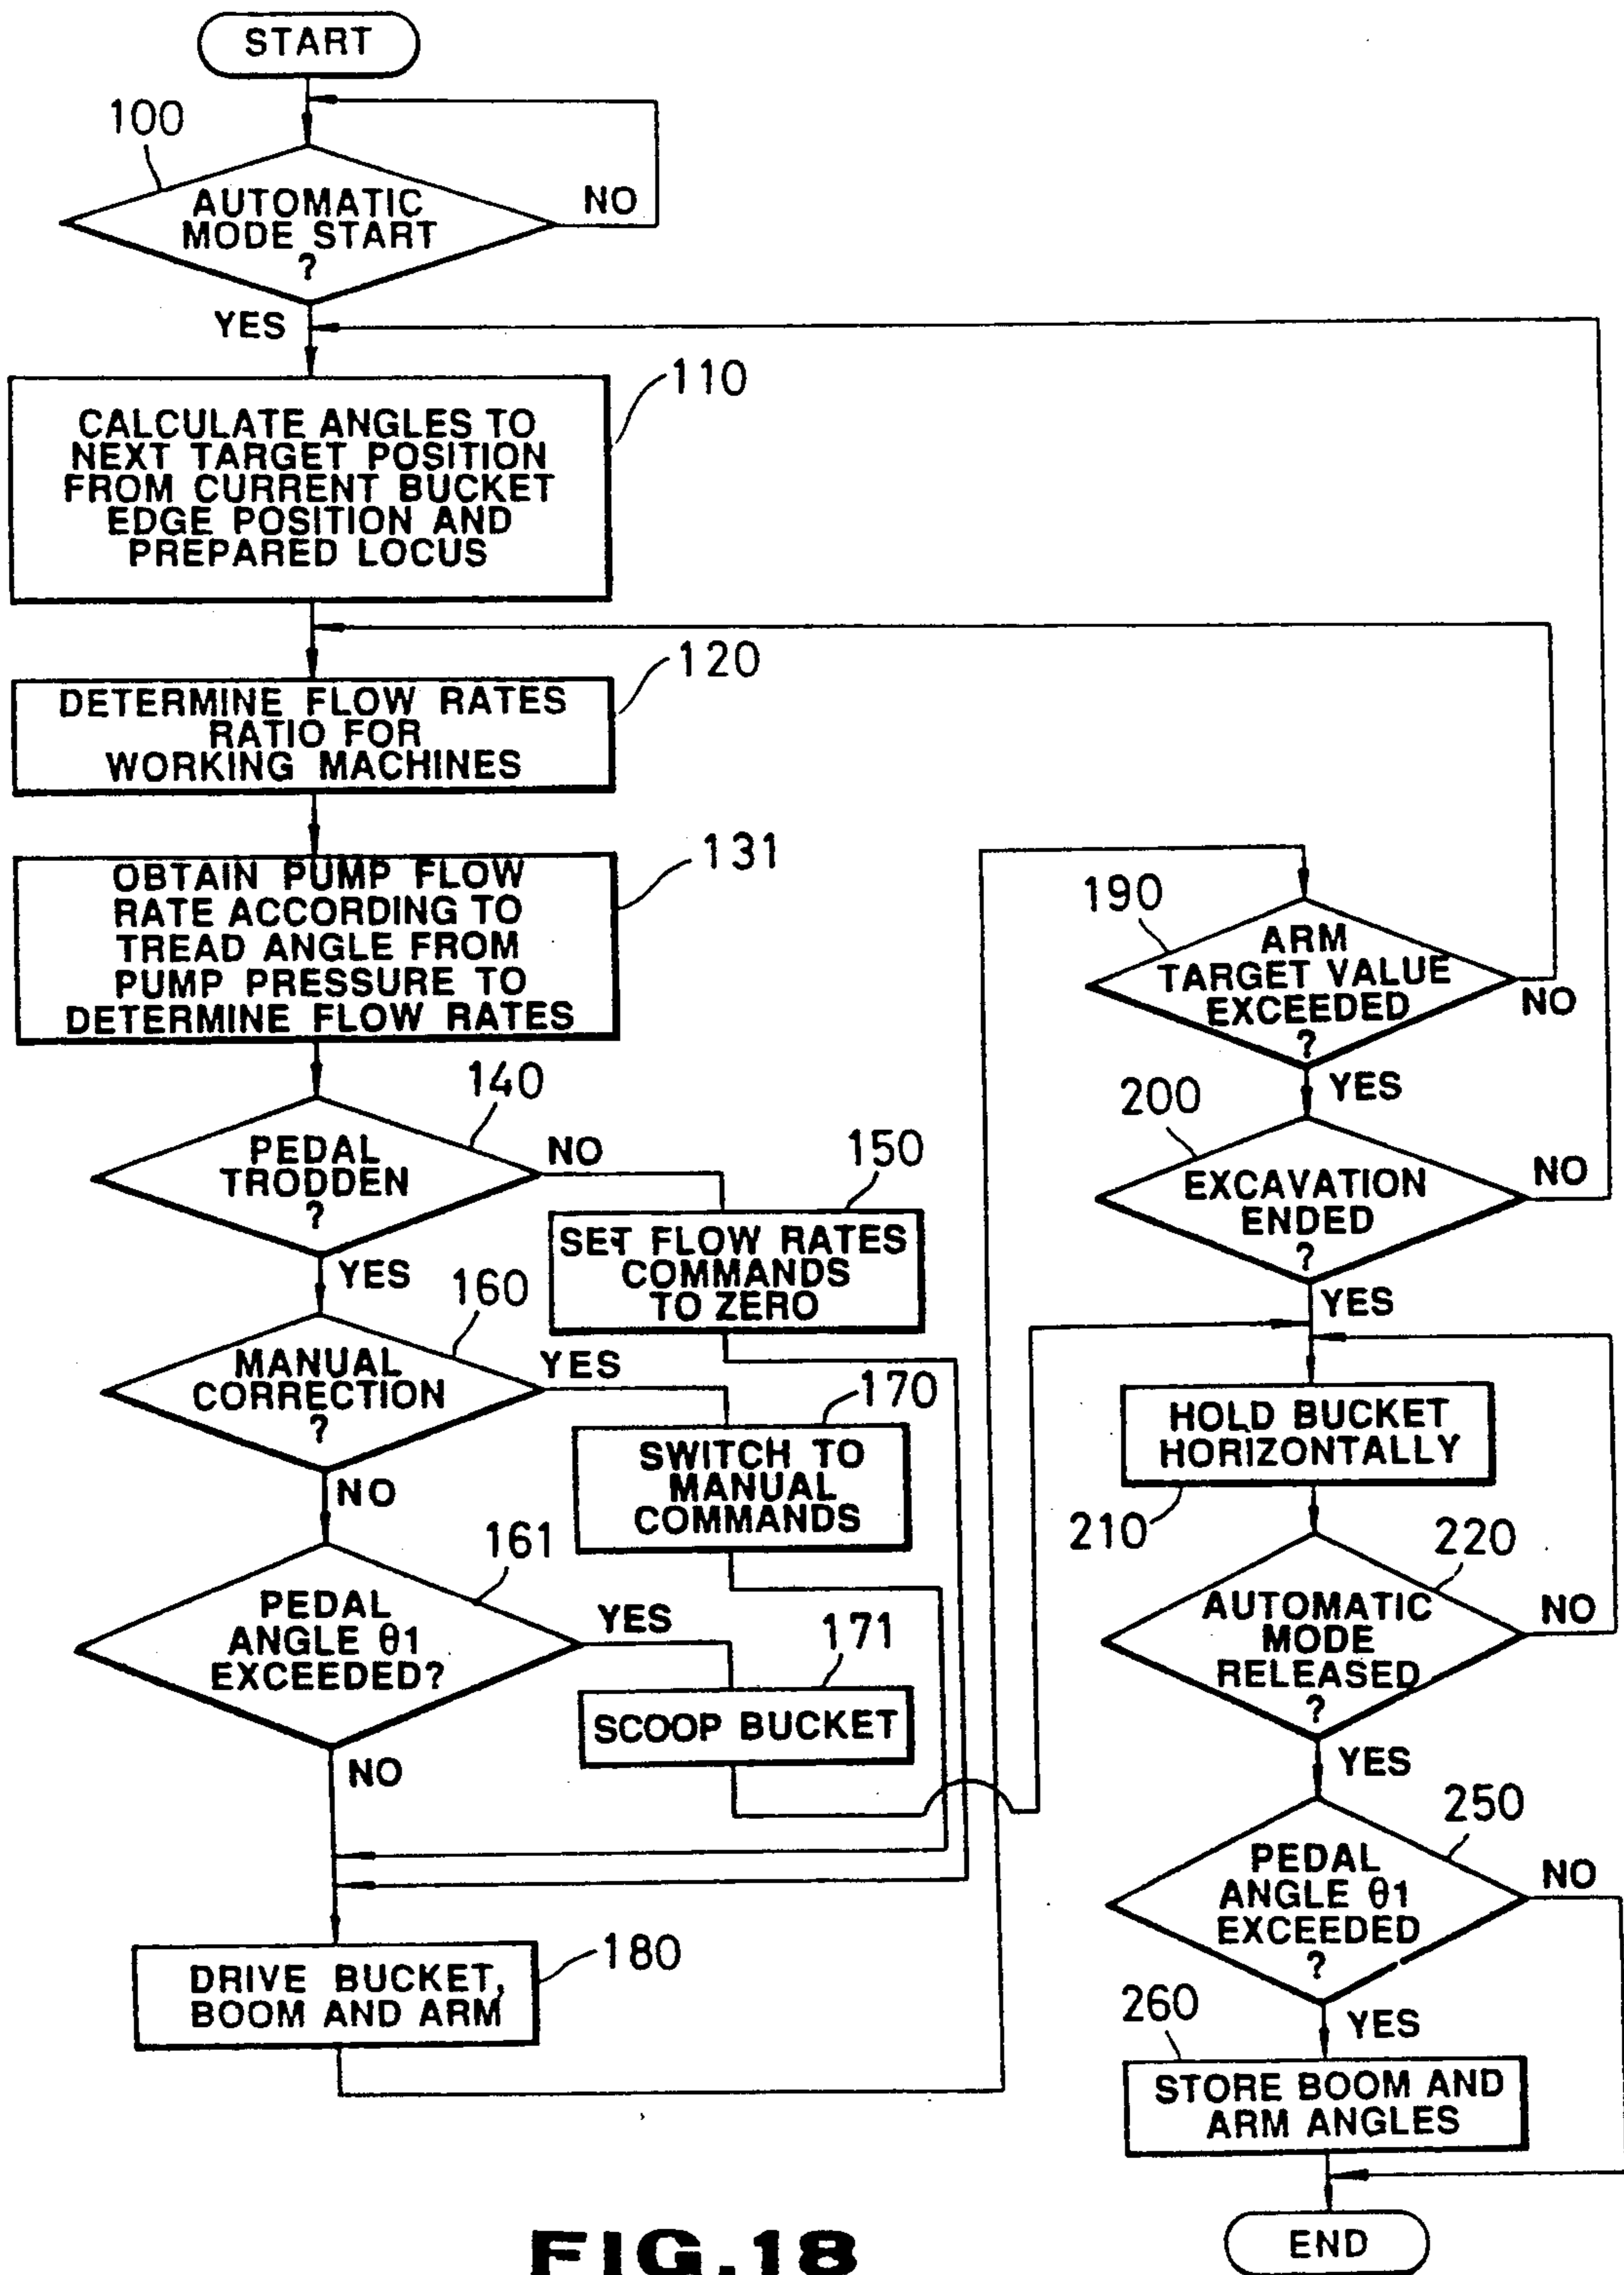 START
100
AUTOMATIC
MODE START
?
NO
YES
110
CALCULATE ANGLES TO
NEXT TARGET POSITION
FROM CURRENT BUCKET
EDGE POSITION AND
PREPARED LOCUS
120
DETERMINE FLOW RATES
RATIO FOR
WORKING MACHINES
131
OBTAIN PUMP FLOW
RATE ACCORDING TO
TREAD ANGLE FROM
PUMP PRESSURE TO
DETERMINE FLOW RATES
140
PEDAL
TRODDEN
?
NO
YES
150
SET FLOW RATES
COMMANDS
TO ZERO
160
MANUAL
CORRECTION
?
YES
NO
170
SWITCH TO
MANUAL
COMMANDS
161
PEDAL
ANGLE θ1
EXCEEDED?
YES
NO
171
SCOOP BUCKET
180
DRIVE BUCKET,
BOOM AND ARM
190
ARM
TARGET VALUE
EXCEEDED
?
NO
YES
200
EXCAVATION
ENDED
?
NO
YES
HOLD BUCKET
HORIZONTALLY
210
220
AUTOMATIC
MODE
RELEASED
?
NO
YES
250
PEDAL
ANGLE θ1
EXCEEDED
?
NO
YES
260
STORE BOOM AND
ARM ANGLES
END
FIG.18